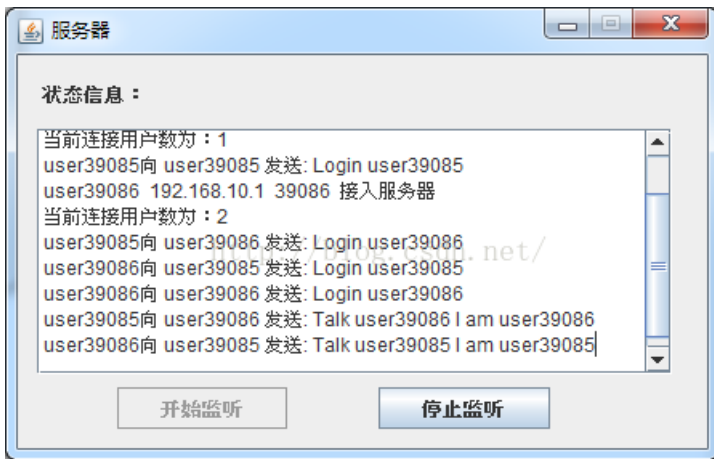 服务器
状态信息：
当前连接用户数为：1
user39085向 user39085 发送: Login user39085
user39086 192.168.10.1 39086 接入服务器
当前连接用户数为：2
user39085向 user39086 发送: Login user39086
http://blog.csdn.net/
user39086向 user39085 发送: Login user39085
user39086向 user39086 发送: Login user39086
user39085向 user39086 发送: Talk user39086 I am user39086
user39086向 user39085 发送: Talk user39085 I am user39085
开始监听
停止监听